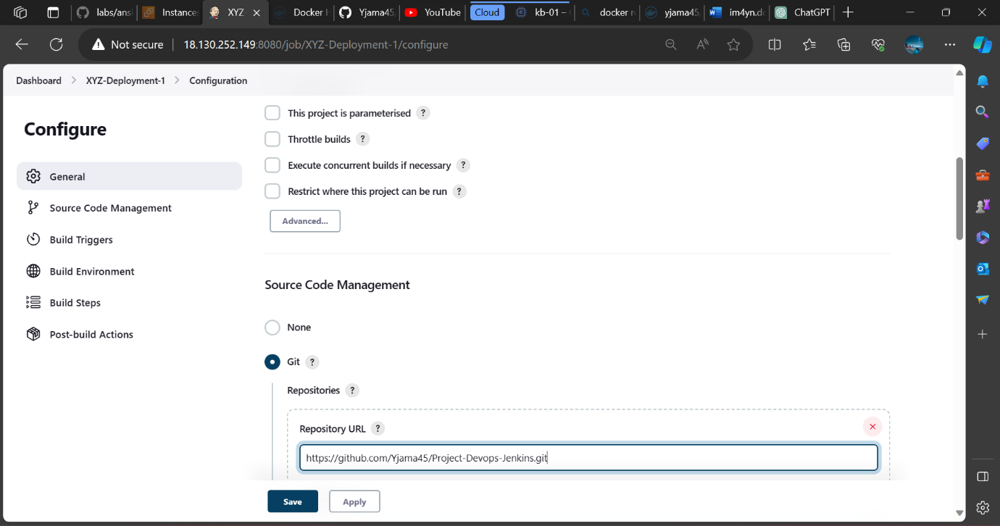 labs/ansi
Instances
XYZ
Docker H
Yjama45
YouTube
Cloud
kb-01 –
docker r
yjama45
im4yn.do
ChatGPT
Not secure
18.130.252.149:8080/job/XYZ-Deployment-1/configure
Dashboard
XYZ-Deployment-1
Configuration
Configure
General
Source Code Management
Build Triggers
Build Environment
Build Steps
Post-build Actions
This project is parameterised ?
Throttle builds ?
Execute concurrent builds if necessary ?
Restrict where this project can be run ?
Advanced...
Source Code Management
None
Git ?
Repositories ?
Repository URL ?
https://github.com/Yjama45/Project-Devops-Jenkins.git
Save
Apply